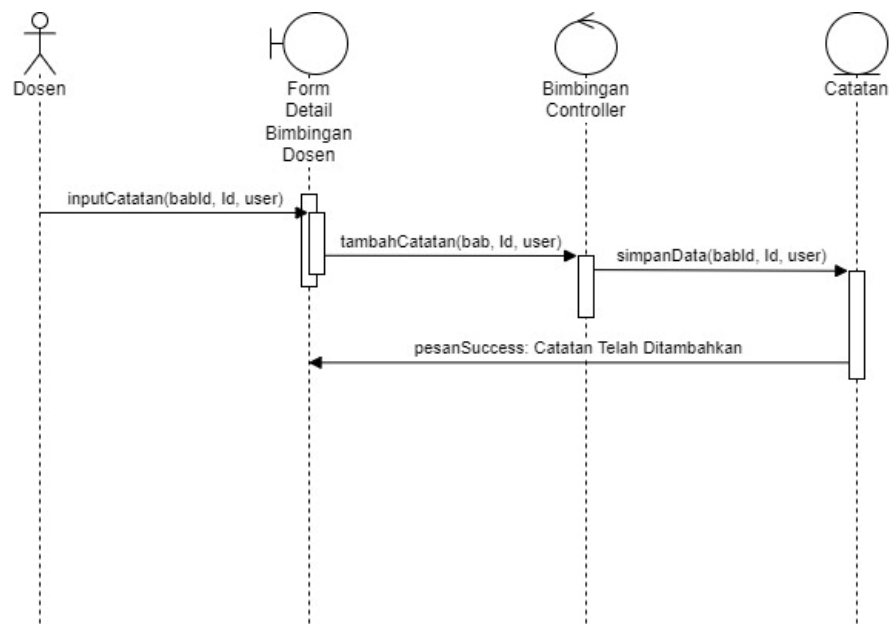 Dosen
Form
Detail
Bimbingan
Dosen
Bimbingan
Controller
Catatan
inputCatatan(babId, Id, user)
tambahCatatan(bab, Id, user)
simpanData(babId, Id, user)
pesanSuccess: Catatan Telah Ditambahkan